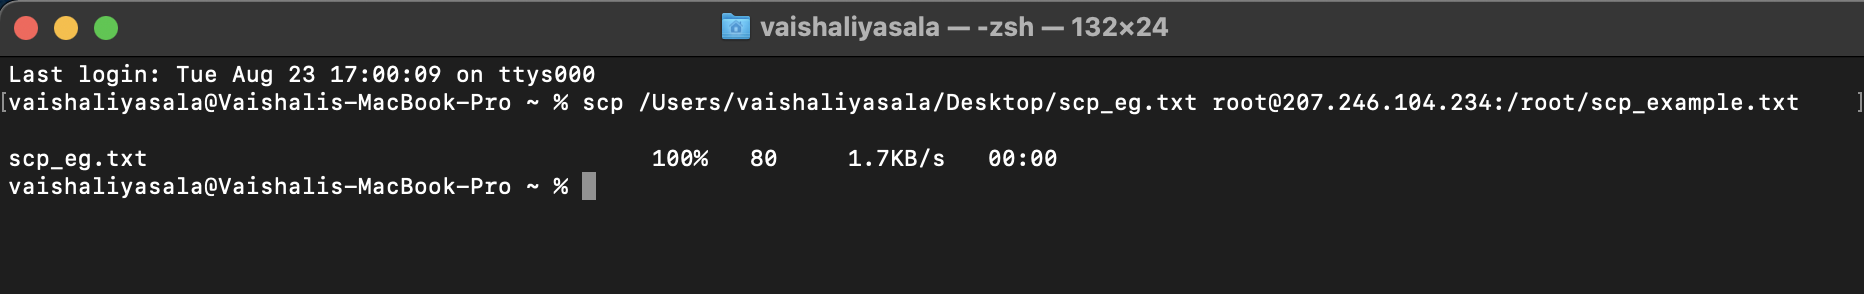 vaishaliyasala — -zsh — 132×24
Last login: Tue Aug 23 17:00:09 on ttys000
[vaishaliyasala@Vaishalis-MacBook-Pro ~ % scp /Users/vaishaliyasala/Desktop/scp_eg.txt root@207.246.104.234:/root/scp_example.txt ]
scp_eg.txt 100% 80 1.7KB/s 00:00
vaishaliyasala@Vaishalis-MacBook-Pro ~ %